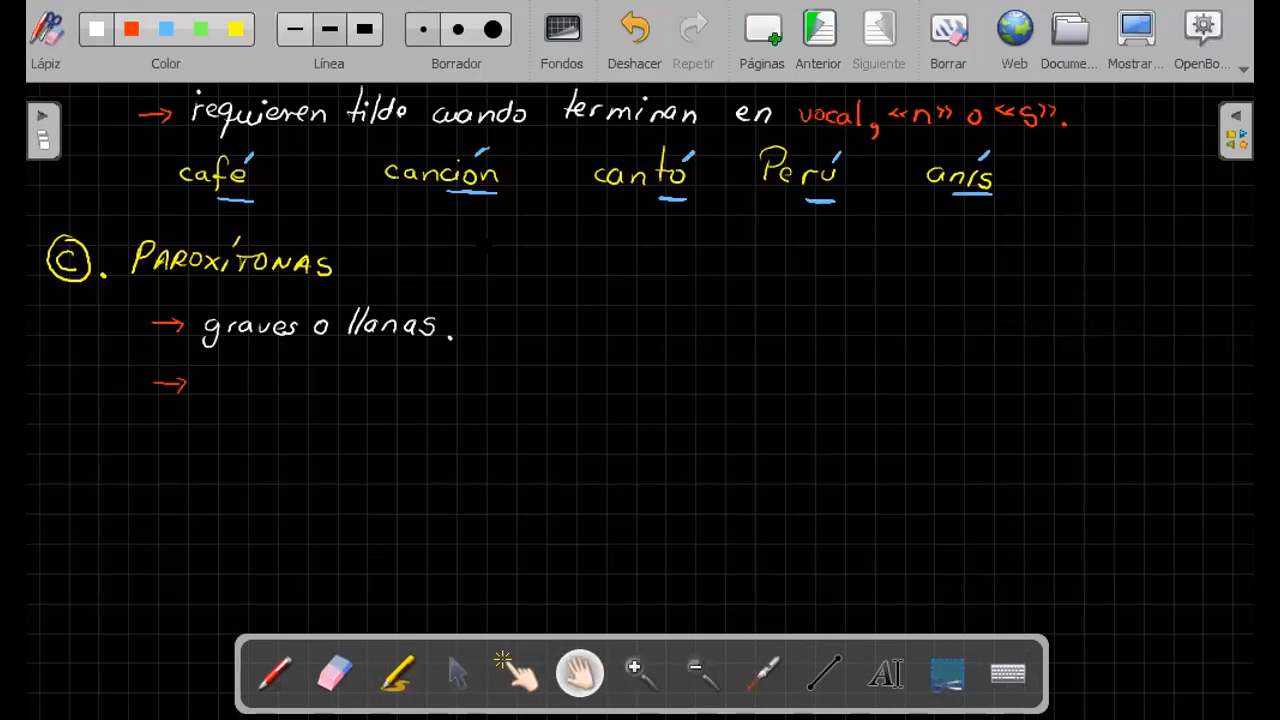 Lápiz Color Línea Borrador Fondos Deshacer Repetir Páginas Anterior Siguiente Borrar Web Docume... Mostrar... OpenBo...
→ requieren tilde cuando terminan en vocal, «n» o «s».
café canción cantó Perú anís
C. PAROXÍTONAS
→ graves o llanas.
→
AI